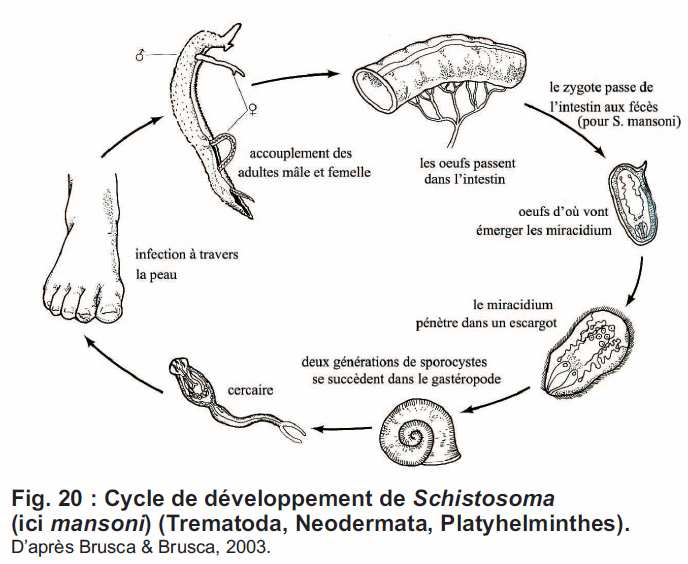 ♂
♀
accouplement des
adultes mâle et femelle
les oeufs passent
dans l'intestin
le zygote passe de
l'intestin aux fécès
(pour S. mansoni)
oeufs d'où vont
émerger les miracidium
le miracidium
pénètre dans un escargot
deux générations de sporocystes
se succèdent dans le gastéropode
cercaire
infection à travers
la peau
Fig. 20 : Cycle de développement de Schistosoma
(ici mansoni) (Trematoda, Neodermata, Platyhelminthes).
D'après Brusca & Brusca, 2003.